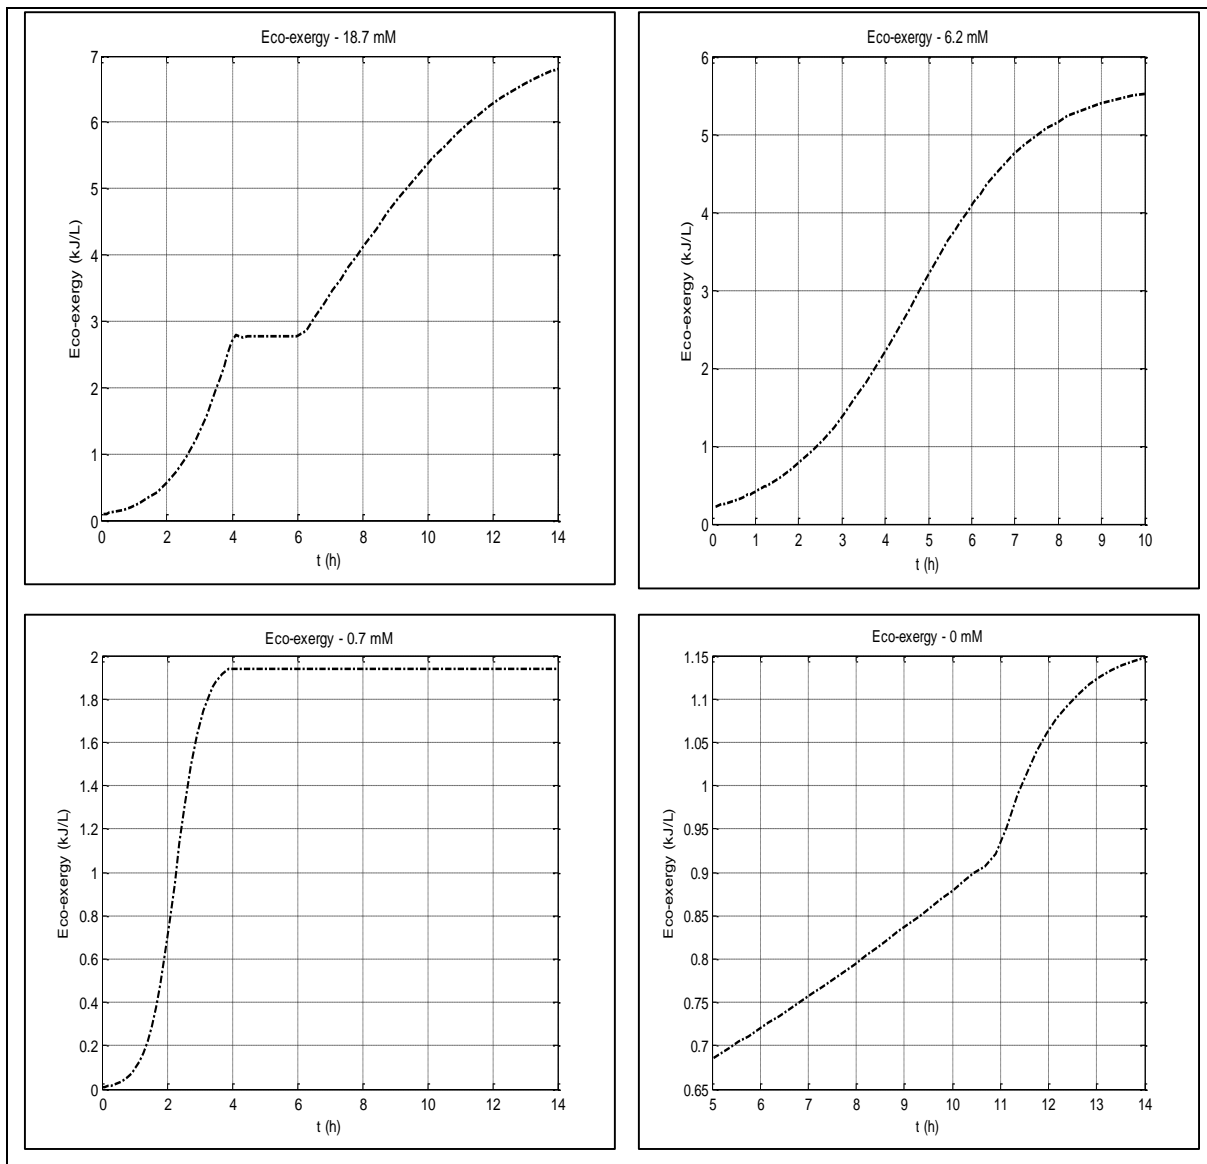 Eco-exergy - 18.7 mM
7
6
5
4
3
2
1
0
Eco-exergy (kJ/L)
0 2 4 6 8 10 12 14
t (h)
Eco-exergy - 6.2 mM
6
5
4
3
2
1
0
Eco-exergy (kJ/L)
0 1 2 3 4 5 6 7 8 9 10
t (h)
Eco-exergy - 0.7 mM
2
1.8
1.6
1.4
1.2
1
0.8
0.6
0.4
0.2
0
Eco-exergy (kJ/L)
0 2 4 6 8 10 12 14
t (h)
Eco-exergy - 0 mM
1.15
1.1
1.05
1
0.95
0.9
0.85
0.8
0.75
0.7
0.65
Eco-exergy (kJ/L)
5 6 7 8 9 10 11 12 13 14
t (h)